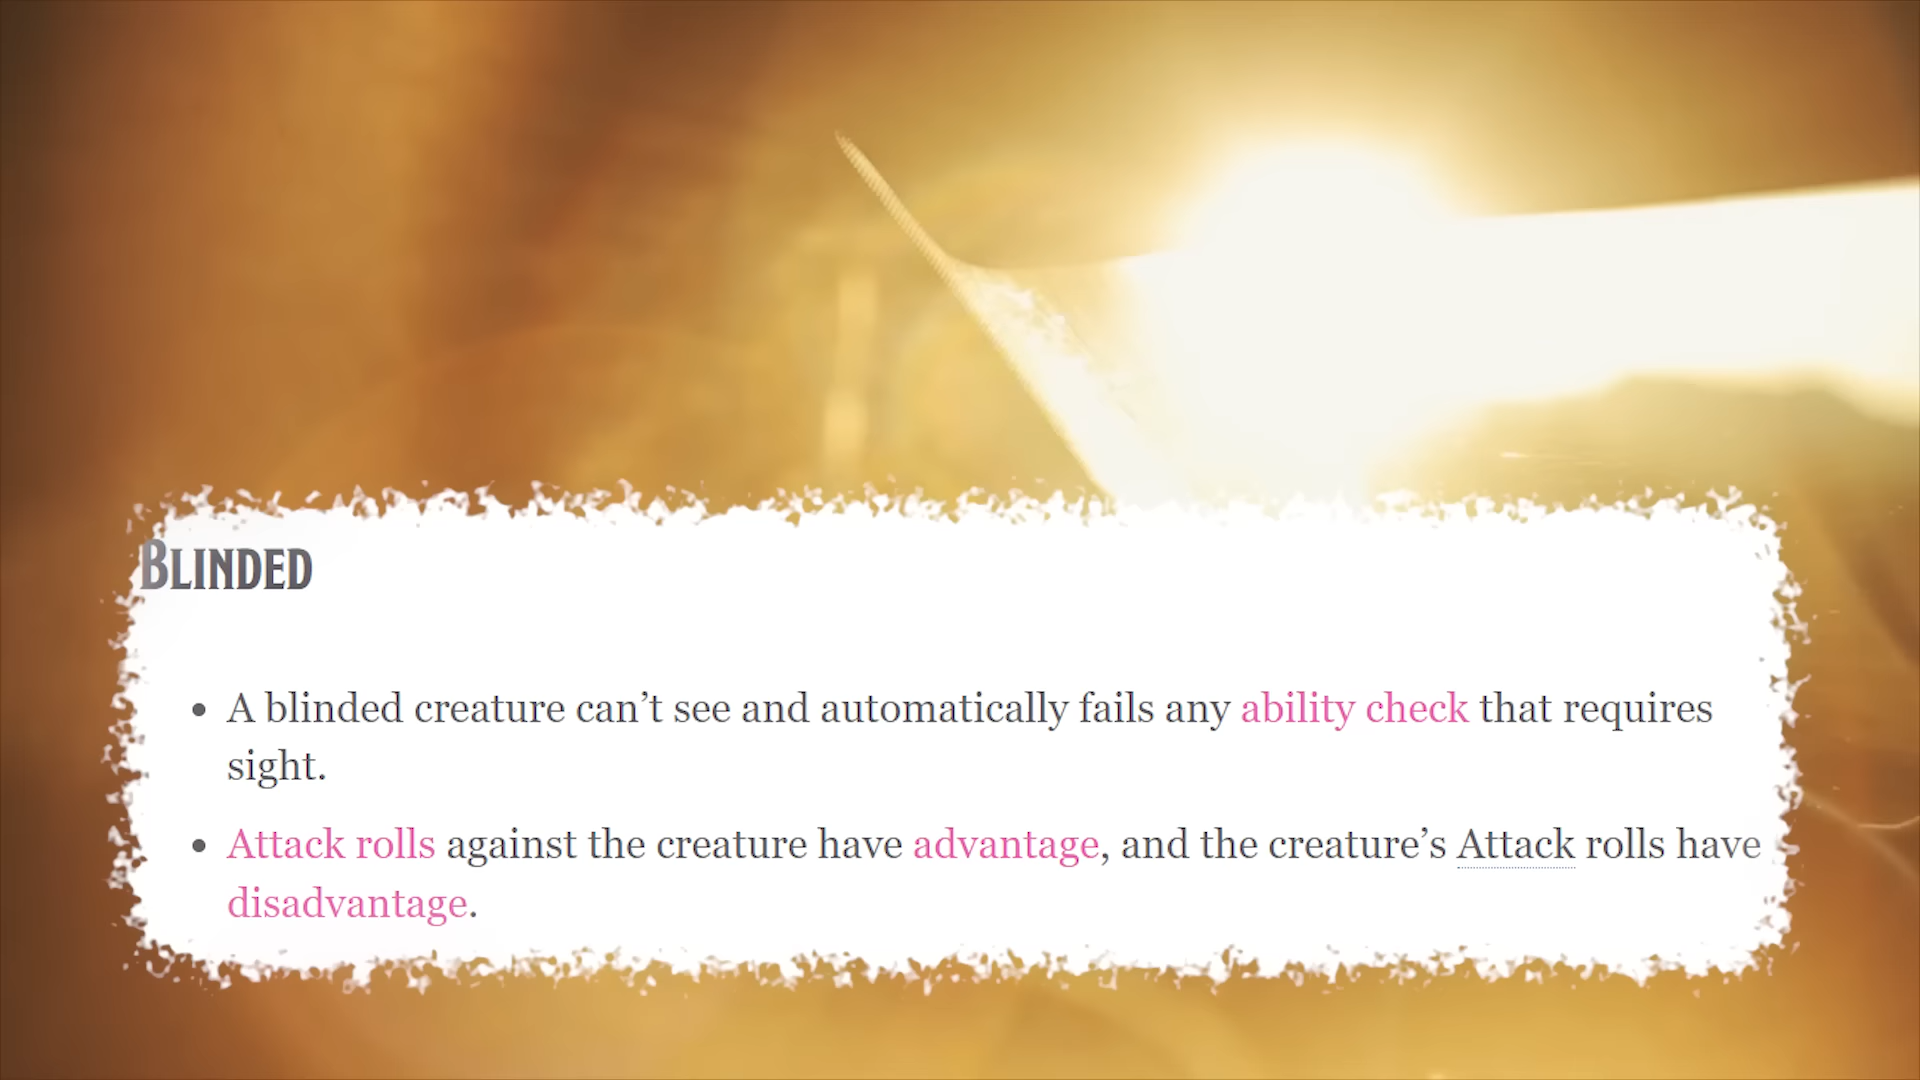 BLINDED
• A blinded creature can’t see and automatically fails any ability check that requires
sight.
• Attack rolls against the creature have advantage, and the creature’s Attack rolls have
disadvantage.